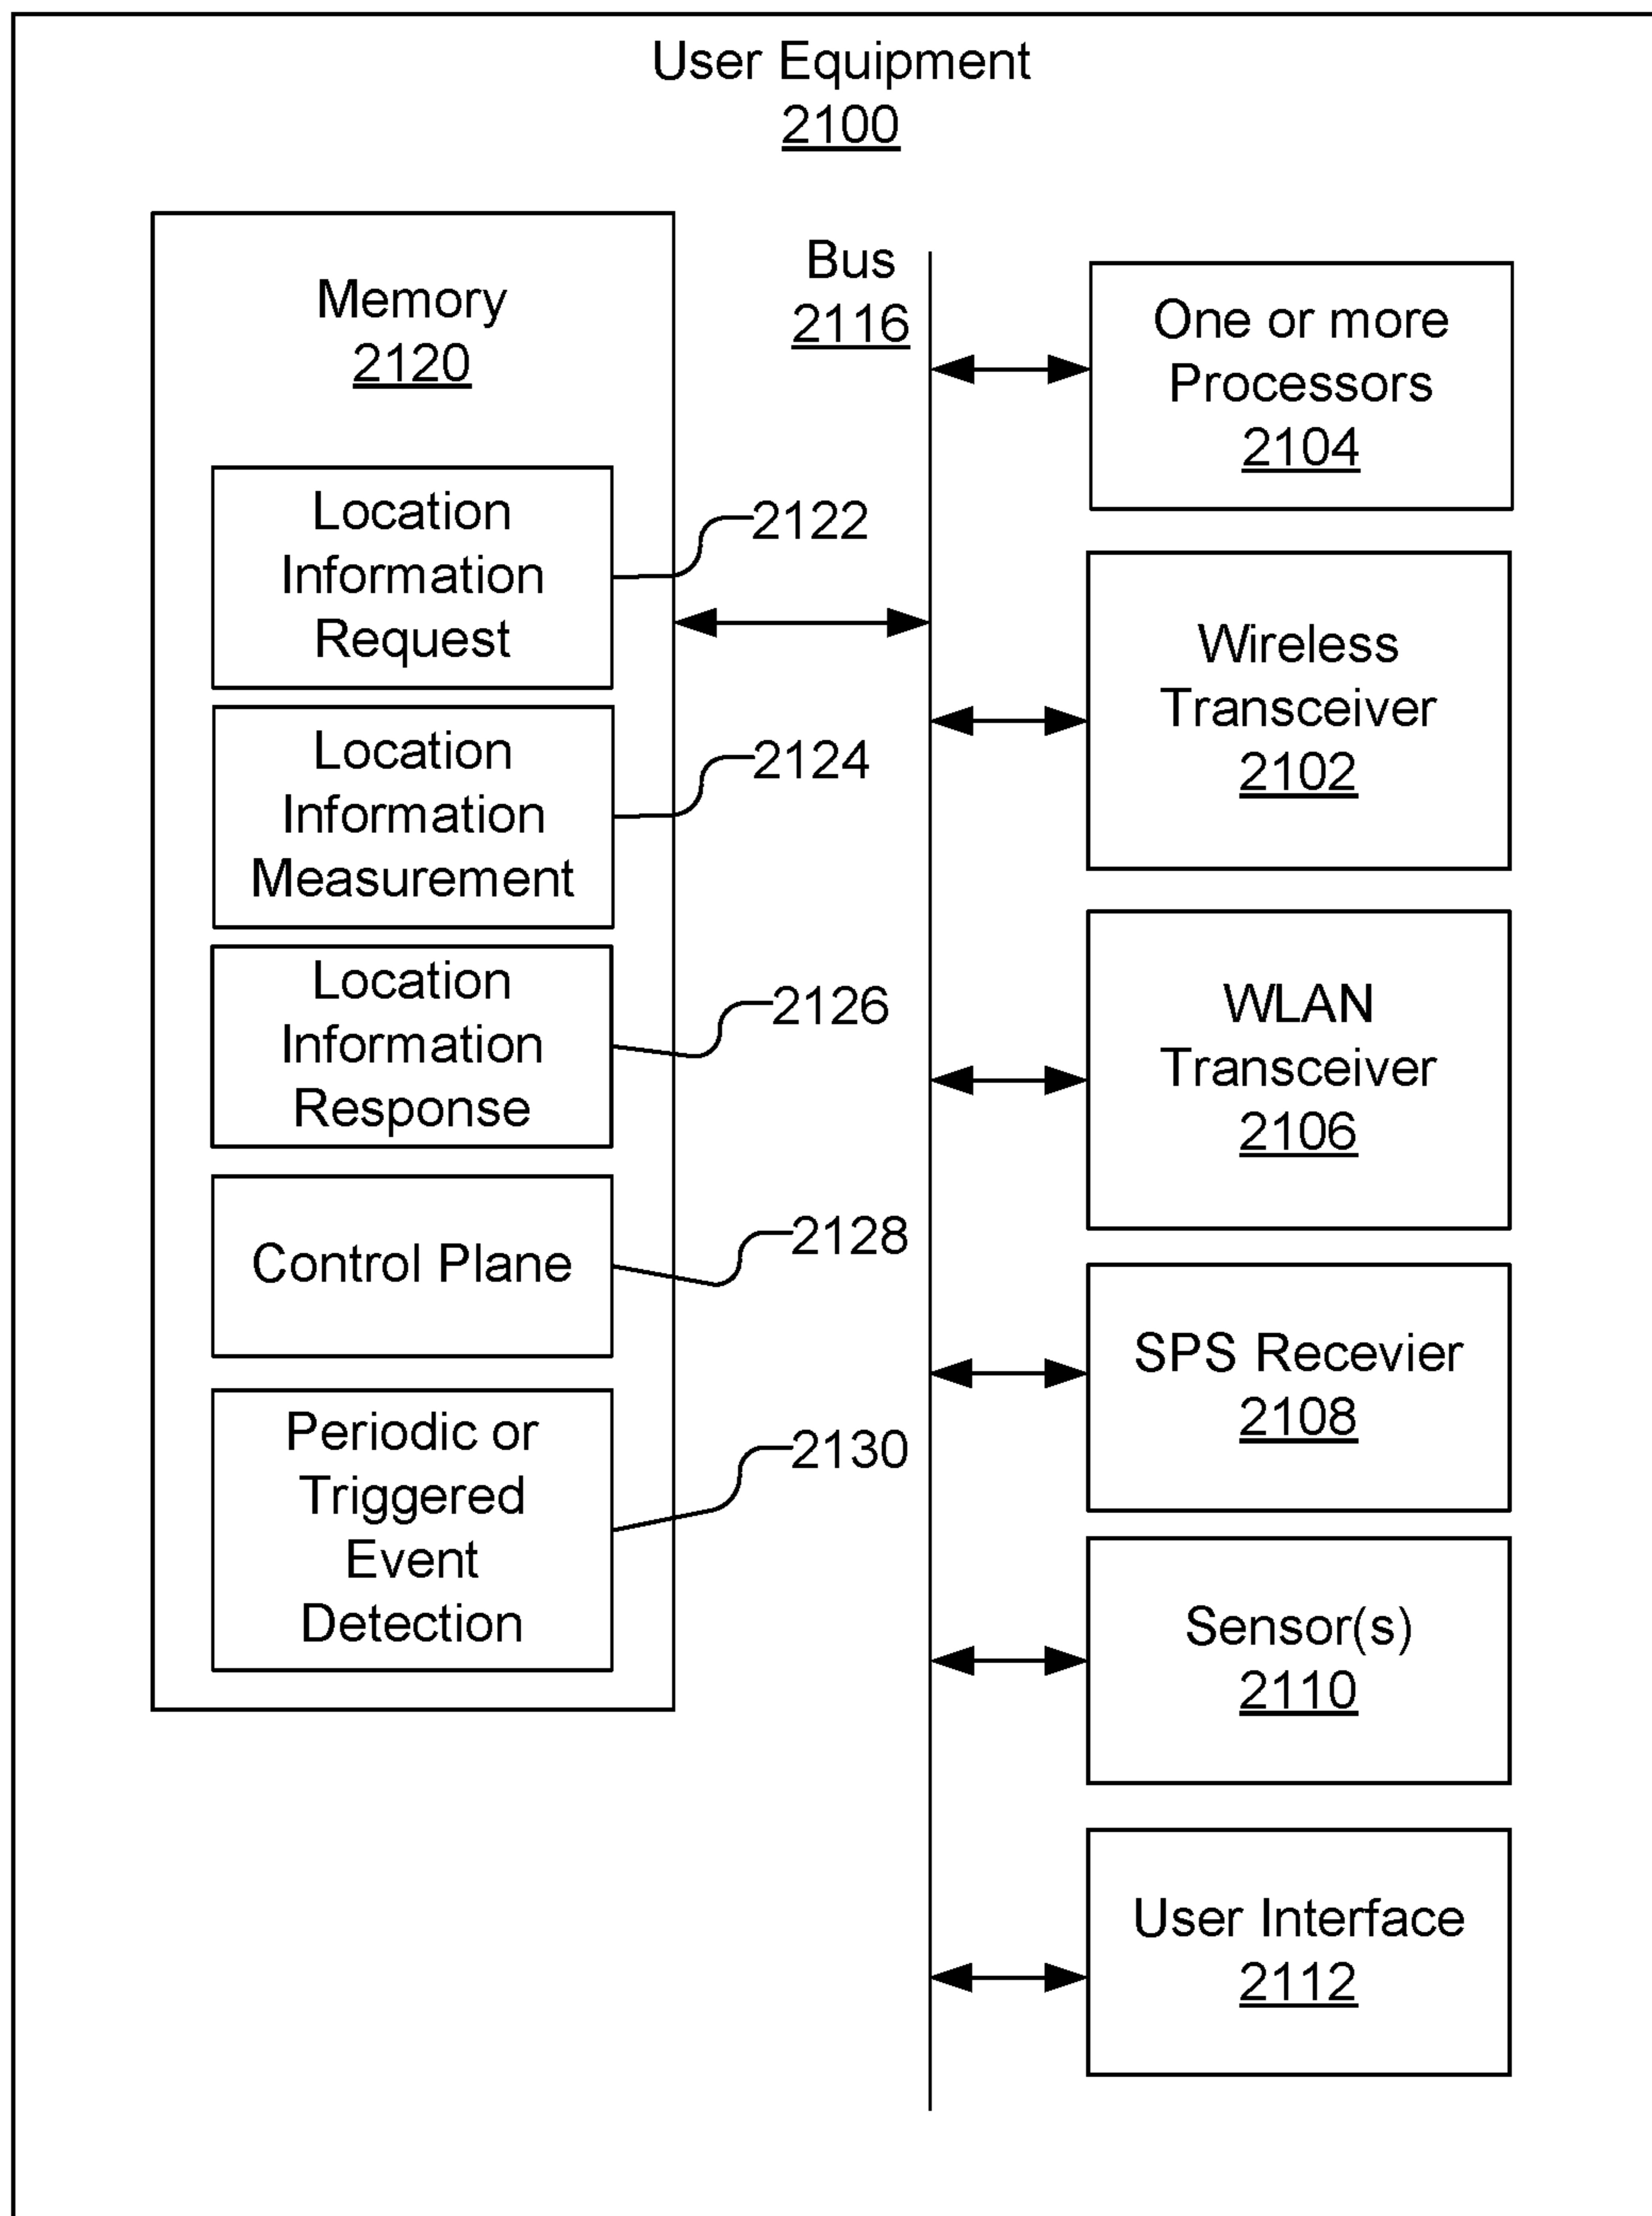 User Equipment
2100
Memory
2120
Location
Information
Request
2122
Location
Information
Measurement
2124
Location
Information
Response
2126
Control Plane
2128
Periodic or
Triggered
Event
Detection
2130
Bus
2116
One or more
Processors
2104
Wireless
Transceiver
2102
WLAN
Transceiver
2106
SPS Recevier
2108
Sensor(s)
2110
User Interface
2112